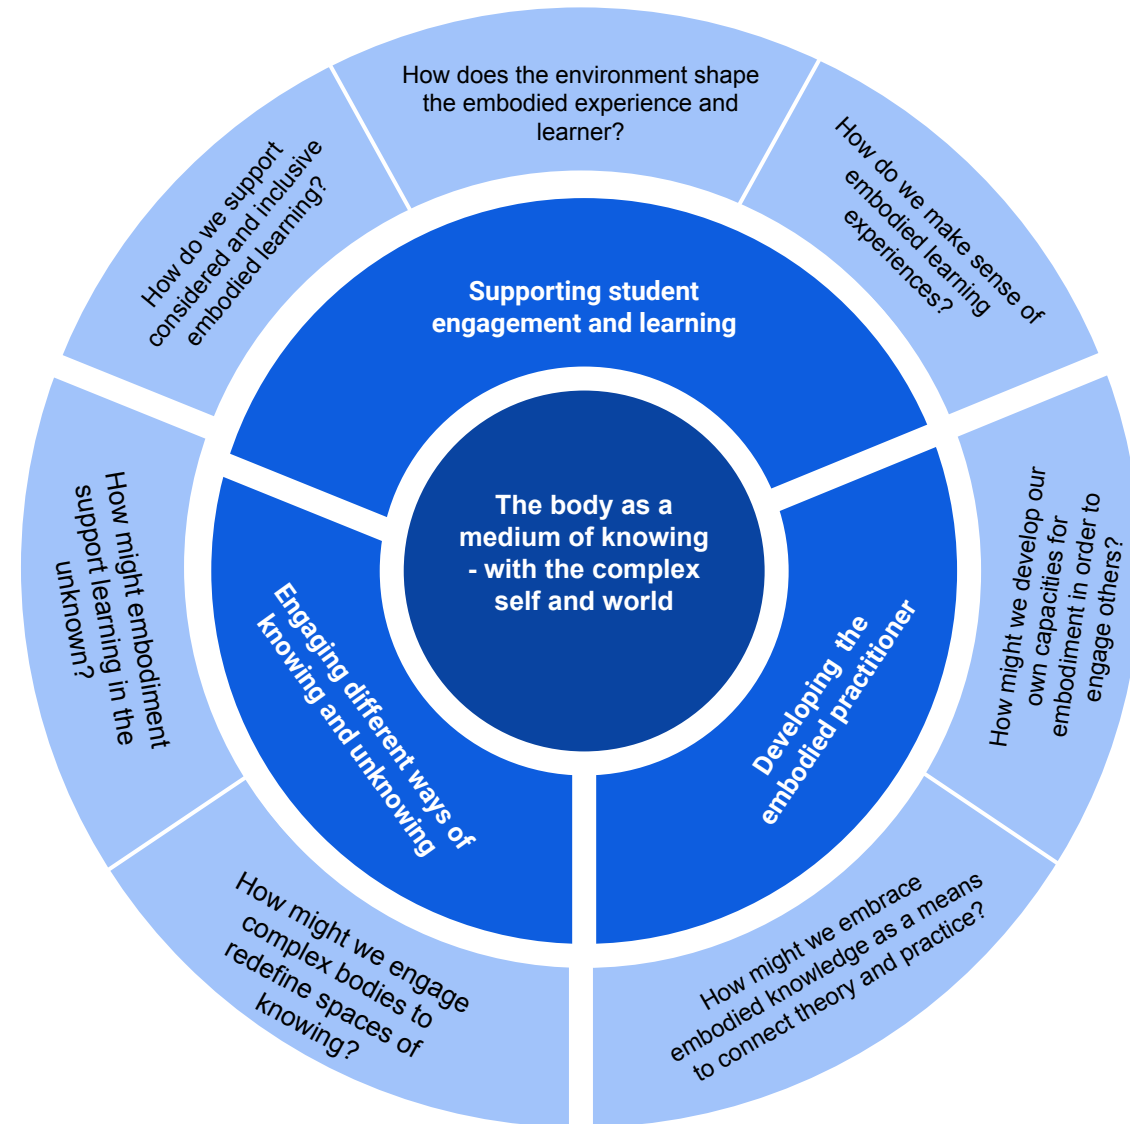 How does the environment shape
the embodied experience and
learner?
How do we make sense of
embodied learning
experiences?
How might we develop our
own capacities for
embodiment in order to
engage others?
How might we embrace
embodied knowledge as a means
to connect theory and practice?
How might we engage
complex bodies to
redefine spaces of
knowing?
How might embodiment
support learning in the
unknown?
How do we support
considered and inclusive
embodied learning?
Supporting student
engagement and learning
Developing  the
embodied practitioner
Engaging different ways of
knowing and unknowing
The body as a
medium of knowing
- with the complex
self and world